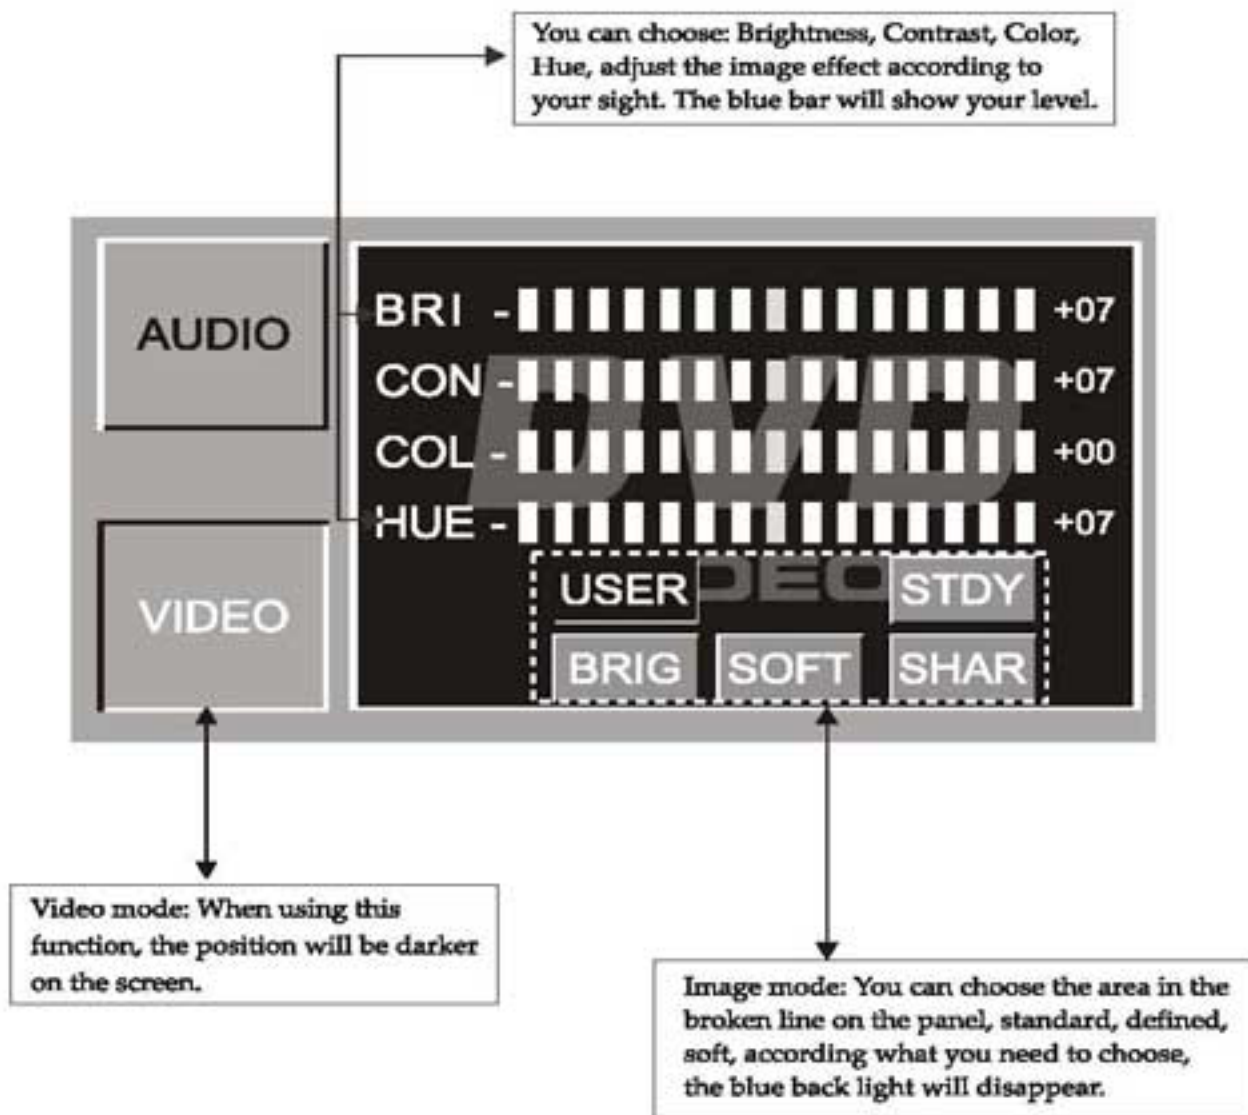 You can choose: Brightness, Contrast, Color,
Hue, adjust the image effect according to
your sight. The blue bar will show your level.
AUDIO
BRI - +07
CON - +07
COL - +00
HUE - +07
DVD
VIDEO
USER DEO STDY
BRIG SOFT SHAR
Video mode: When using this
function, the position will be darker
on the screen.
Image mode: You can choose the area in the
broken line on the panel, standard, defined,
soft, according what you need to choose,
the blue back light will disappear.